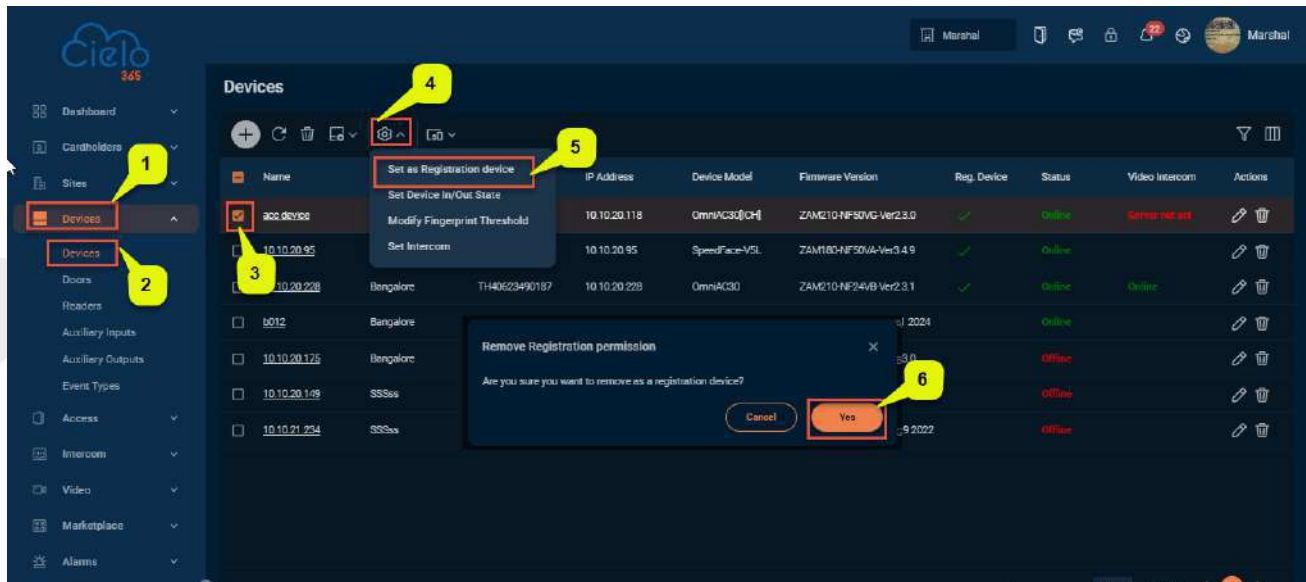 Cielo
365
Marshal
22
Marshal
Devices
4
5
Dashboard
Cardholders
Sites
1
Devices
Devices
2
Doors
Readers
Auxiliary Inputs
Auxiliary Outputs
Event Types
Access
Intercom
Video
Marketplace
Alarms
Set as Registration device
Set Device In/Out State
Modify Fingerprint Threshold
Set Intercom
Name IP Address Device Model Firmware Version Reg. Device Status Video Intercom Actions
acc device 10.10.20.118 OmniAC30[CH] ZAM210-NF50VG-Ver2.3.0 Online Server not set
3
10.10.20.95 10.10.20.95 SpeedFace-V5L ZAM180-NF50VA-Ver3.4.9 Online
10.10.20.228 Bangalore TH40623490187 10.10.20.228 OmniAC30 ZAM210-NF24VB-Ver2.3.1 Online Online
b012 Bangalore 2024 Online
10.10.20.175 Bangalore s3.0 Offline
10.10.20.149 SSSss Offline
10.10.21.234 SSSss 9 2022 Offline
Remove Registration permission
Are you sure you want to remove as a registration device?
6
Cancel Yes